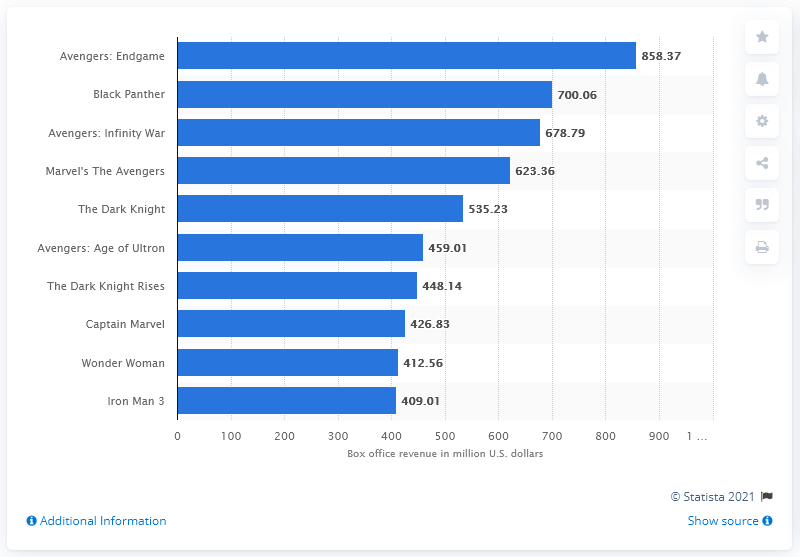 Avengers: Endgame 858.37
Black Panther 700.06
Avengers: Infinity War 678.79
Marvel's The Avengers 623.36
The Dark Knight 535.23
Avengers: Age of Ultron 459.01
The Dark Knight Rises 448.14
Captain Marvel 426.83
Wonder Woman 412.56
Iron Man 3 409.01
0 100 200 300 400 500 600 700 800 900 1 ...
Box office revenue in million U.S. dollars
© Statista 2021
Additional Information Show source